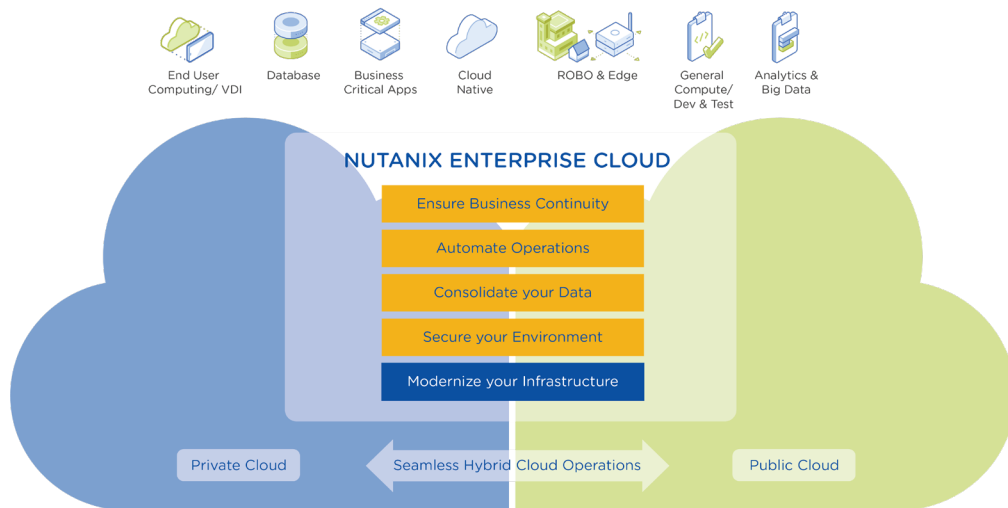 End User
Computing/ VDI
Database
Business
Critical Apps
Cloud
Native
ROBO & Edge
General
Compute/
Dev & Test
Analytics &
Big Data
NUTANIX ENTERPRISE CLOUD
Ensure Business Continuity
Automate Operations
Consolidate your Data
Secure your Environment
Modernize your Infrastructure
Private Cloud
Seamless Hybrid Cloud Operations
Public Cloud